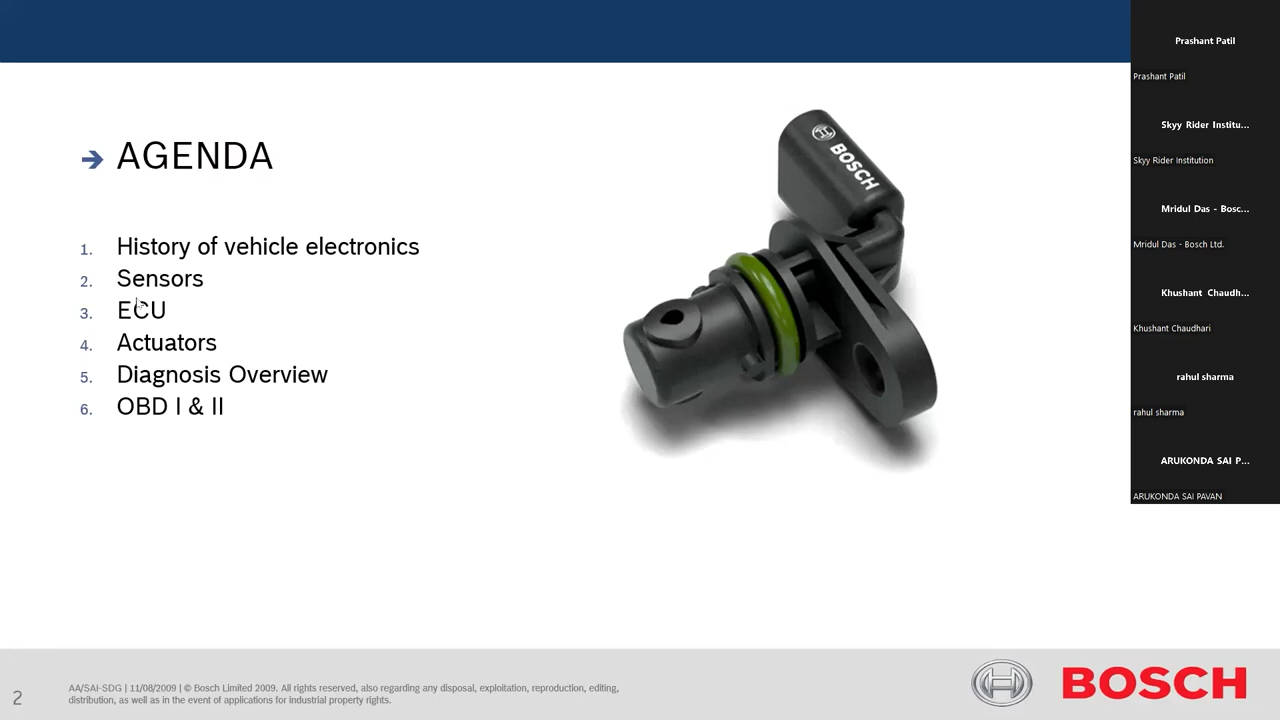 AGENDA
1. History of vehicle electronics
2. Sensors
3. ECU
4. Actuators
5. Diagnosis Overview
6. OBD I & II
BOSCH
Prashant Patil
Prashant Patil
Skyy Rider Institu...
Skyy Rider Institution
Mridul Das - Bosc...
Mridul Das - Bosch Ltd.
Khushant Chaudh...
Khushant Chaudhari
rahul sharma
rahul sharma
ARUKONDA SAI P...
ARUKONDA SAI PAVAN
2
AA/SAI-SDG | 11/08/2009 | © Bosch Limited 2009. All rights reserved, also regarding any disposal, exploitation, reproduction, editing,
distribution, as well as in the event of applications for industrial property rights.
BOSCH